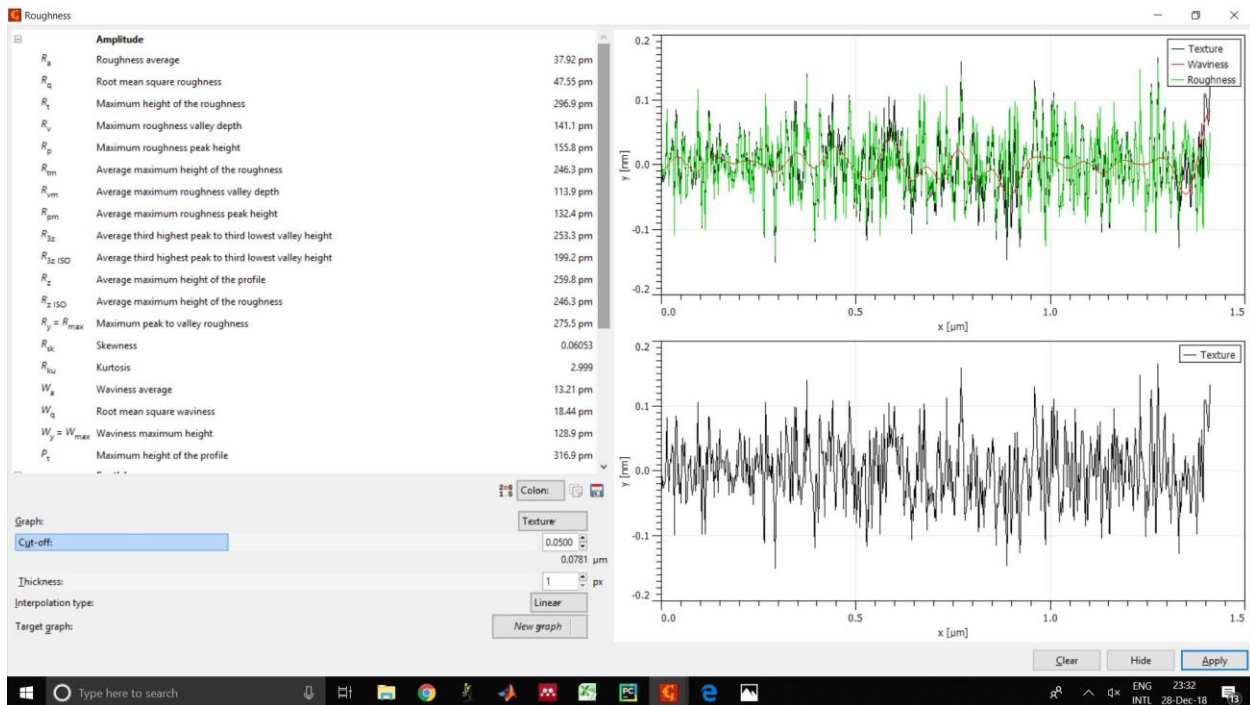 Roughness
Amplitude
Ra Roughness average 37.92 pm
Rq Root mean square roughness 47.55 pm
Rt Maximum height of the roughness 296.9 pm
Rv Maximum roughness valley depth 141.1 pm
Rp Maximum roughness peak height 155.8 pm
Rtm Average maximum height of the roughness 246.3 pm
Rvm Average maximum roughness valley depth 113.9 pm
Rpm Average maximum roughness peak height 132.4 pm
R3z Average third highest peak to third lowest valley height 253.3 pm
R3z ISO Average third highest peak to third lowest valley height 199.2 pm
Rz Average maximum height of the profile 259.8 pm
Rz ISO Average maximum height of the roughness 246.3 pm
Ry = Rmax Maximum peak to valley roughness 275.5 pm
Rsk Skewness 0.06053
Rku Kurtosis 2.999
Wa Waviness average 13.21 pm
Wq Root mean square waviness 18.44 pm
Wy = Wmax Waviness maximum height 128.9 pm
Pt Maximum height of the profile 316.9 pm
Colon:
Graph: Texture
Cut-off: 0.0500
0.0781 µm
Thickness: 1 px
Interpolation type: Linear
Target graph: New graph
0.2
0.1
0.0
-0.1
-0.2
y [nm]
Texture
Waviness
Roughness
0.0 0.5 1.0 1.5
x [µm]
0.2
0.1
0.0
-0.1
-0.2
y [nm]
Texture
0.0 0.5 1.0 1.5
x [µm]
Clear Hide Apply
Type here to search
ENG 23:32
INTL 28-Dec-18
13